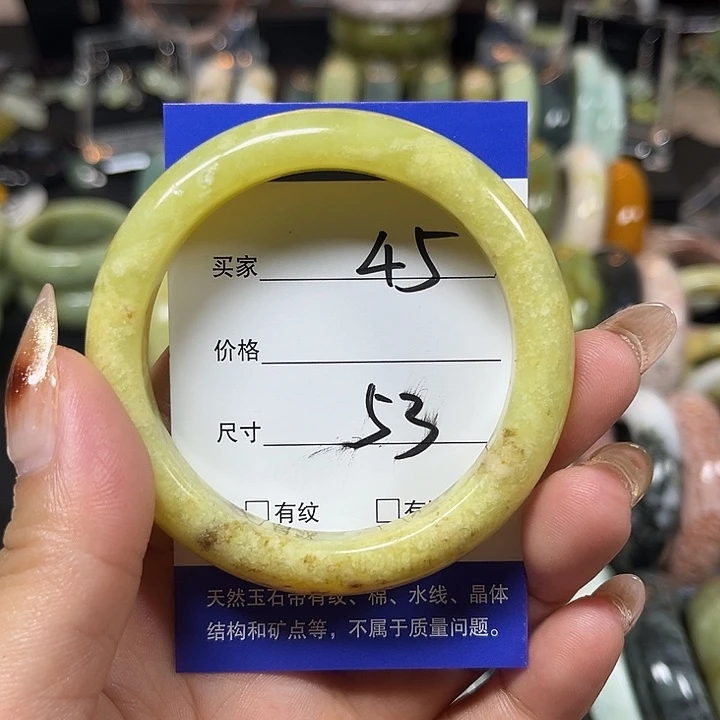 买家 45
价格
尺寸 53
□有纹 □有
天然玉石带有纹、棉、水线、晶体
结构和矿点等，不属于质量问题。